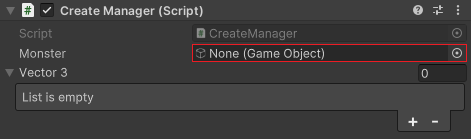 Create Manager (Script)
Script CreateManager
Monster None (Game Object)
Vector 3 0
List is empty
+ -